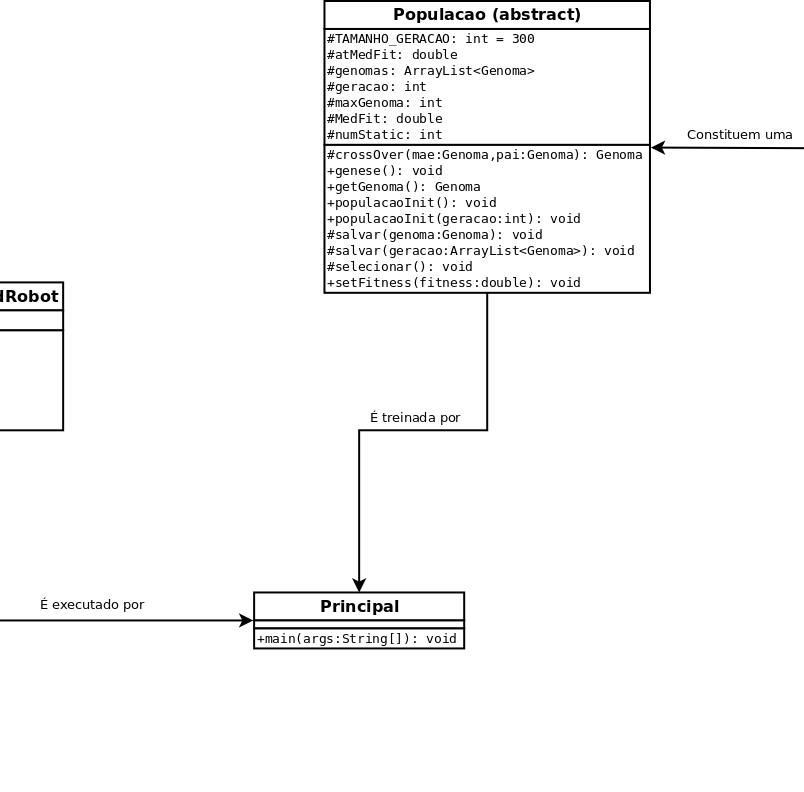 Populacao (abstract)
#TAMANHO_GERACAO: int = 300
#atMedFit: double
#genomas: ArrayList<Genoma>
#geracao: int
#maxGenoma: int
#MedFit: double
#numStatic: int
#crossOver(mae:Genoma,pai:Genoma): Genoma
+genese(): void
+getGenoma(): Genoma
+populacaoInit(): void
+populacaoInit(geracao:int): void
#salvar(genoma:Genoma): void
#salvar(geracao:ArrayList<Genoma>): void
#selecionar(): void
+setFitness(fitness:double): void
Constituem uma
dRobot
É treinada por
É executado por
Principal
+main(args:String[]): void